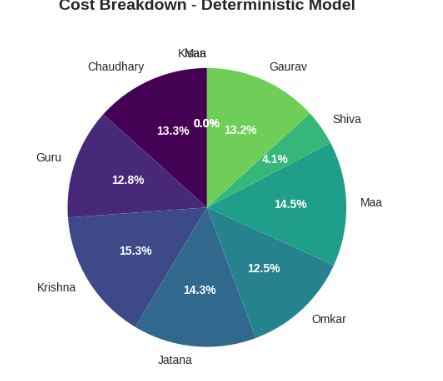 Cost Breakdown - Deterministic Model
Gaurav
Chaudhary
Shiva
13.3%
0.0%
13.2%
4.1%
Guru
12.8%
14.5%
Maa
15.3%
12.5%
Krishna
14.3%
Omkar
Jatana